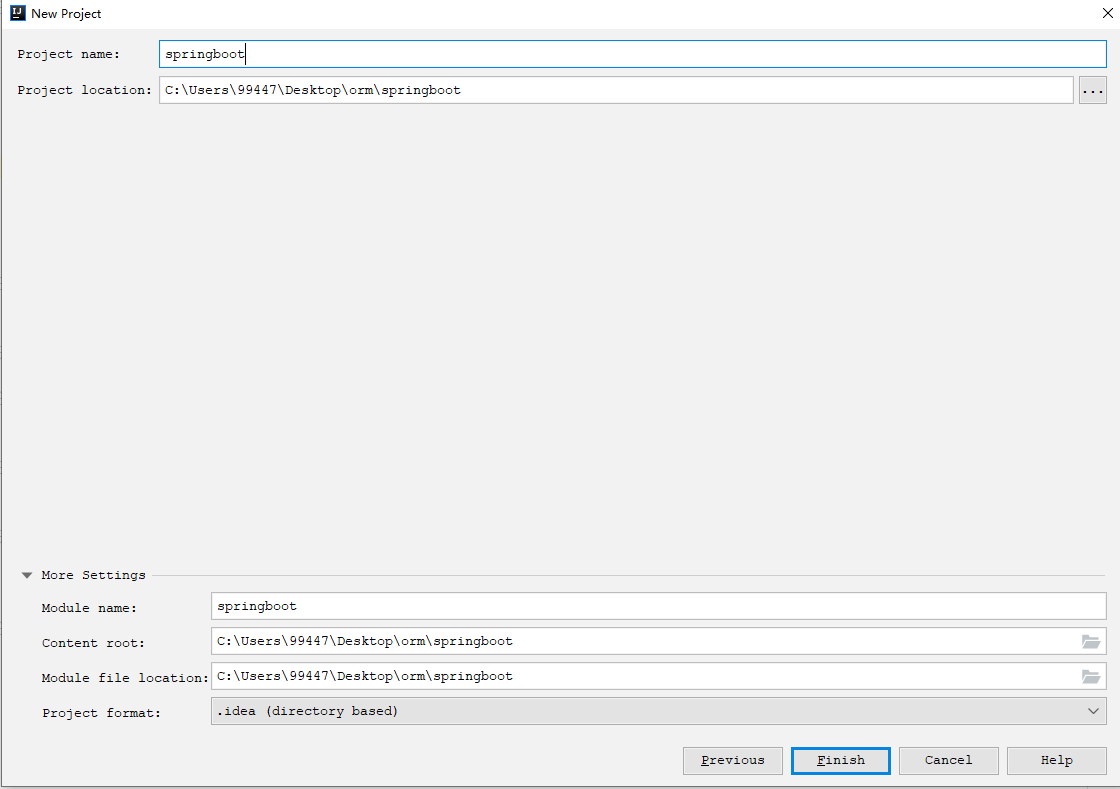 New Project
Project name: springboot
Project location: C:\Users\99447\Desktop\orm\springboot ...
More Settings
Module name: springboot
Content root: C:\Users\99447\Desktop\orm\springboot
Module file location: C:\Users\99447\Desktop\orm\springboot
Project format: .idea (directory based)
Previous Finish Cancel Help